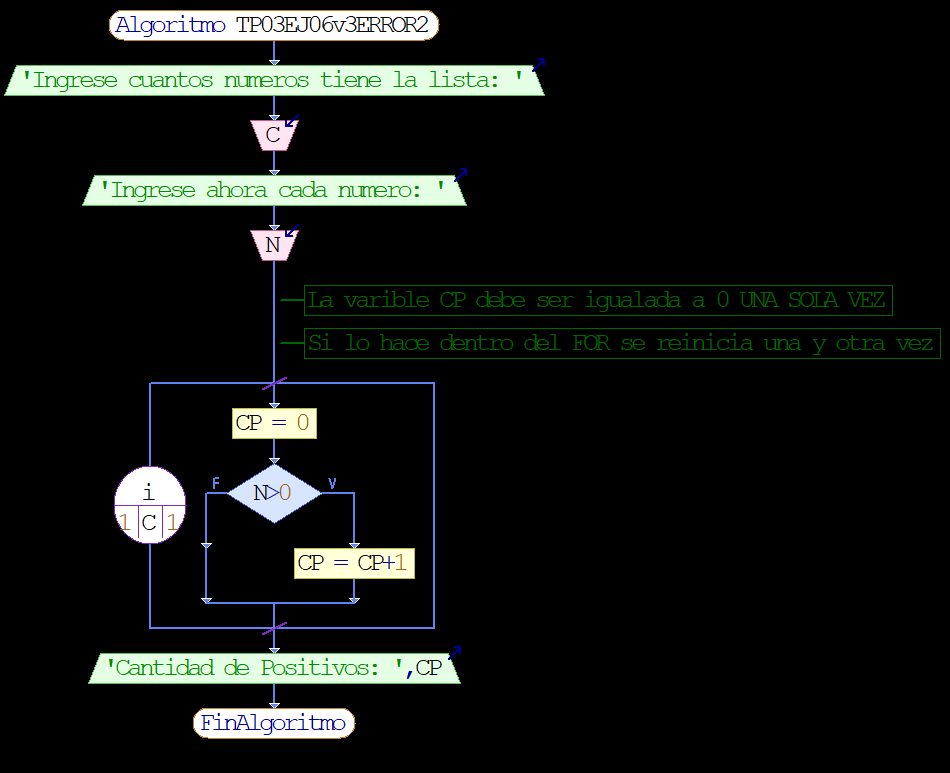 Algoritmo TP03EJ06v3ERROR2
'Ingrese cuantos numeros tiene la lista: '
C
'Ingrese ahora cada numero: '
N
La varible CP debe ser igualada a 0 UNA SOLA VEZ
Si lo hace dentro del FOR se reinicia una y otra vez
CP = 0
F
N>0
V
i
1 C 1
CP = CP+1
'Cantidad de Positivos: ',CP
FinAlgoritmo